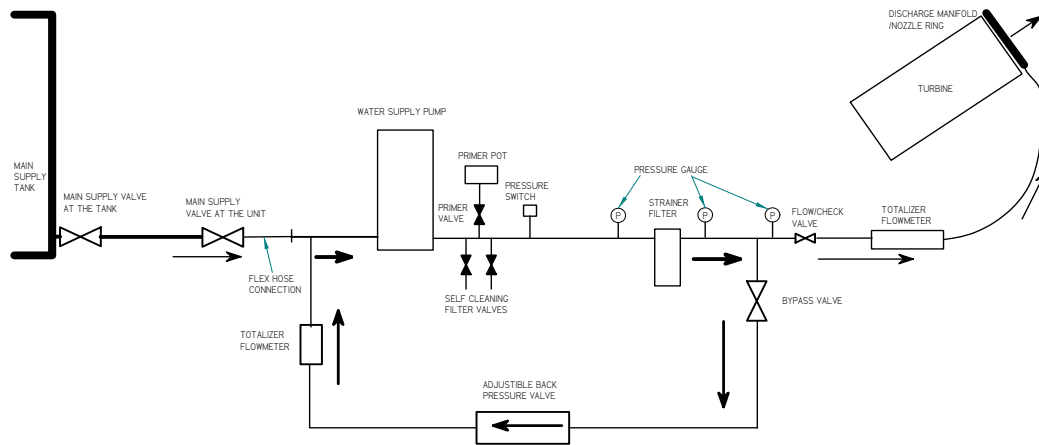 DISCHARGE MANIFOLD
/NOZZLE RING
TURBINE
WATER SUPPLY PUMP
MAIN
SUPPLY
TANK
PRIMER POT
PRESSURE GAUGE
PRESSURE
SWITCH
STRAINER
FILTER
MAIN SUPPLY VALVE
AT THE TANK
MAIN SUPPLY
VALVE AT THE UNIT
PRIMER
VALVE
P
P
P
FLOW/CHECK
VALVE
TOTALIZER
FLOWMETER
FLEX HOSE
CONNECTION
SELF CLEANING
FILTER VALVES
BYPASS VALVE
TOTALIZER
FLOWMETER
ADJUSTIBLE BACK
PRESSURE VALVE